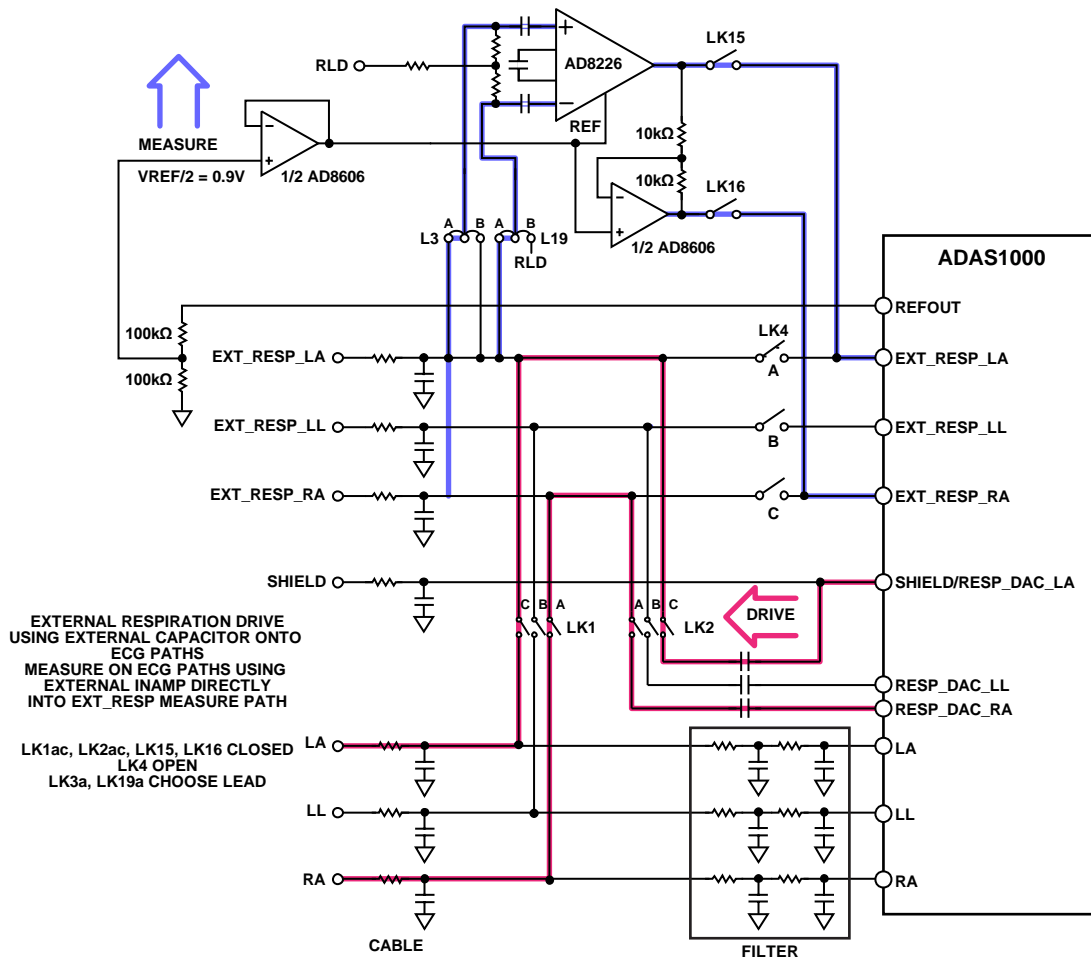 LK15
RLD
AD8226
MEASURE
REF
10kΩ
VREF/2 = 0.9V
1/2 AD8606
10kΩ
LK16
A
B
A
B
L3
L19
RLD
1/2 AD8606
ADAS1000
REFOUT
100kΩ
LK4
EXT_RESP_LA
A
EXT_RESP_LA
100kΩ
EXT_RESP_LL
B
EXT_RESP_LL
EXT_RESP_RA
C
EXT_RESP_RA
SHIELD
SHIELD/RESP_DAC_LA
C
B
A
LK1
A
B
C
LK2
DRIVE
EXTERNAL RESPIRATION DRIVE
USING EXTERNAL CAPACITOR ONTO
ECG PATHS
MEASURE ON ECG PATHS USING
EXTERNAL INAMP DIRECTLY
INTO EXT_RESP MEASURE PATH
RESP_DAC_LL
RESP_DAC_RA
LK1ac, LK2ac, LK15, LK16 CLOSED
LK4 OPEN
LK3a, LK19a CHOOSE LEAD
LA
LA
LL
LL
RA
RA
CABLE
FILTER
+
−
−
+
−
+